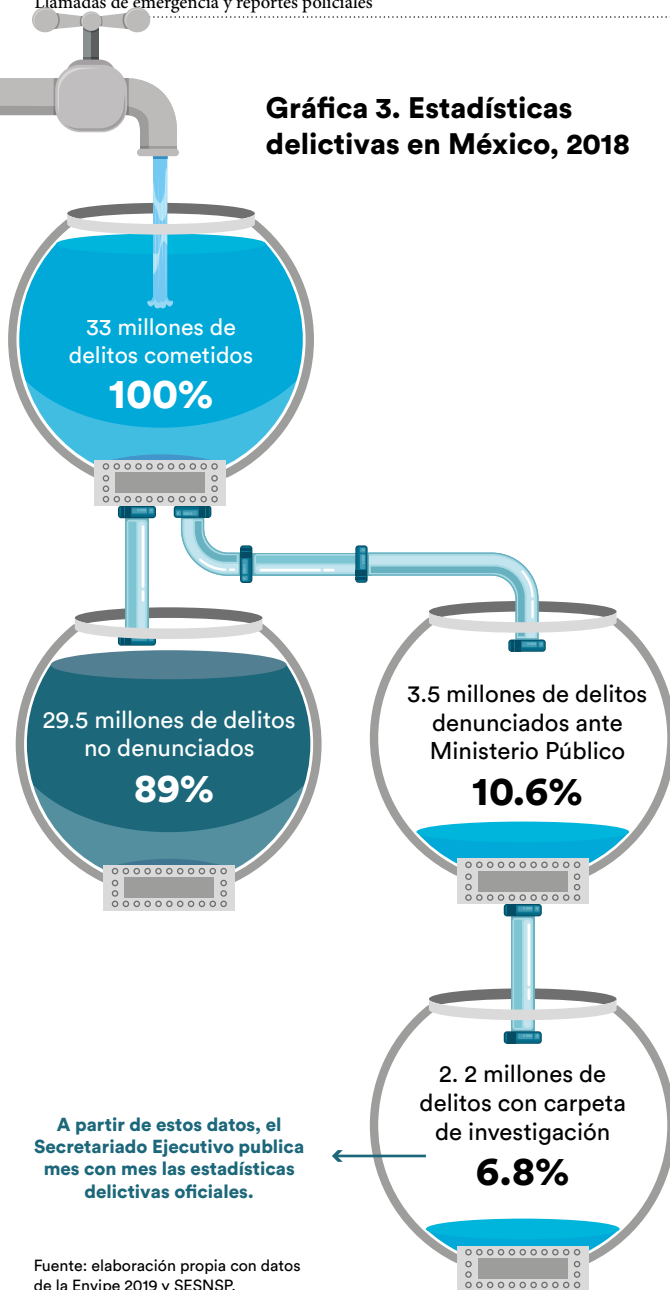 Llamadas de emergencia y reportes policiales
Gráfica 3. Estadísticas
delictivas en México, 2018
33 millones de
delitos cometidos
100%
29.5 millones de delitos
no denunciados
89%
3.5 millones de delitos
denunciados ante
Ministerio Público
10.6%
2. 2 millones de
delitos con carpeta
de investigación
6.8%
A partir de estos datos, el
Secretariado Ejecutivo publica
mes con mes las estadísticas
delictivas oficiales.
Fuente: elaboración propia con datos
de la Envipe 2019 y SESNSP.